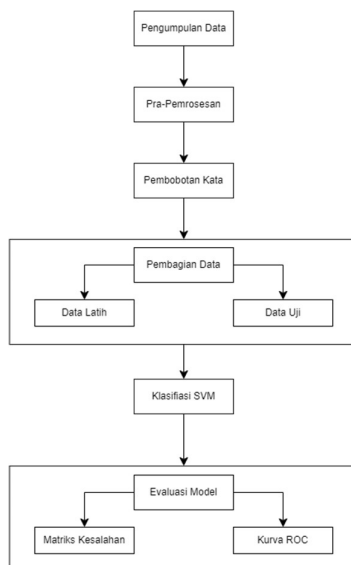 Pengumpulan Data
Pra-Pemrosesan
Pembobotan Kata
Pembagian Data
Data Latih
Data Uji
Klasifiasi SVM
Evaluasi Model
Matriks Kesalahan
Kurva ROC